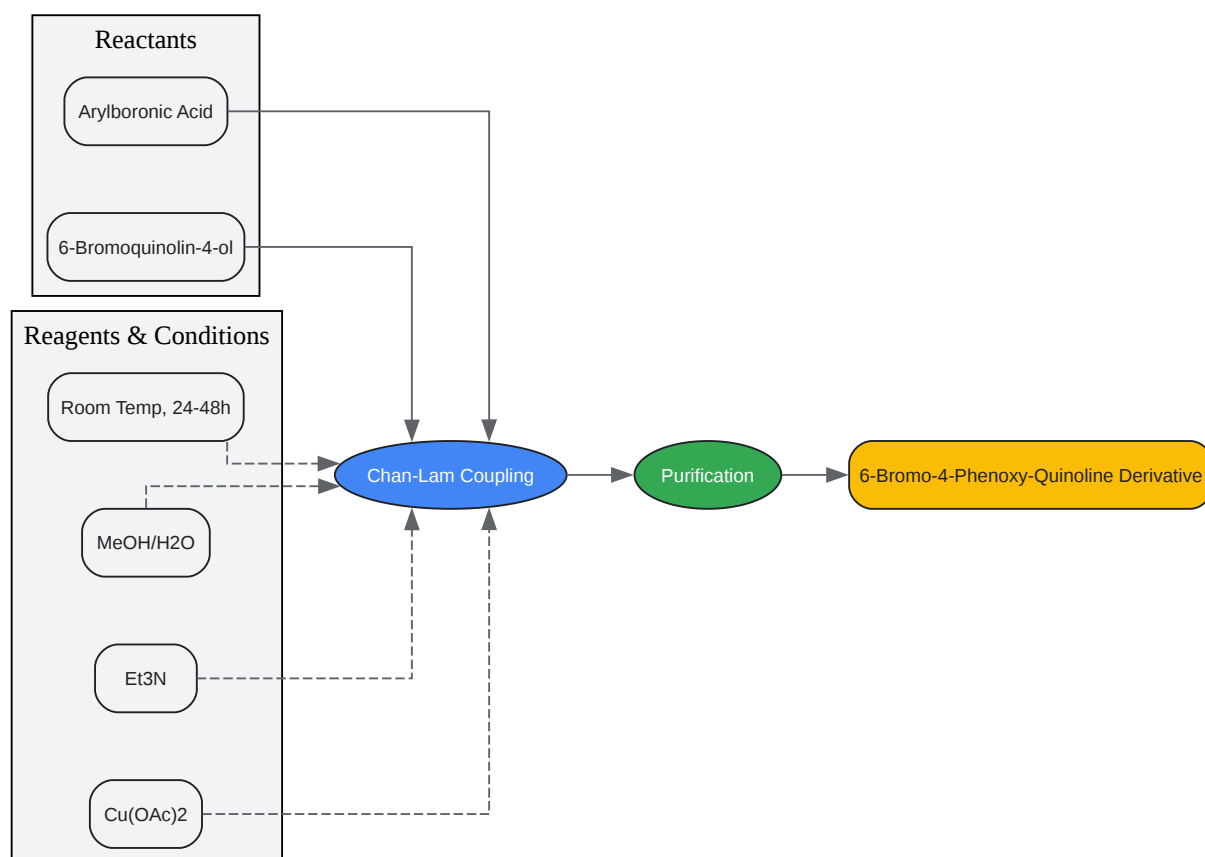 Reactants
Arylboronic Acid
6-Bromoquinolin-4-ol
Reagents & Conditions
Room Temp, 24-48h
MeOH/H2O
Et3N
Cu(OAc)2
Chan-Lam Coupling
Purification
6-Bromo-4-Phenoxy-Quinoline Derivative